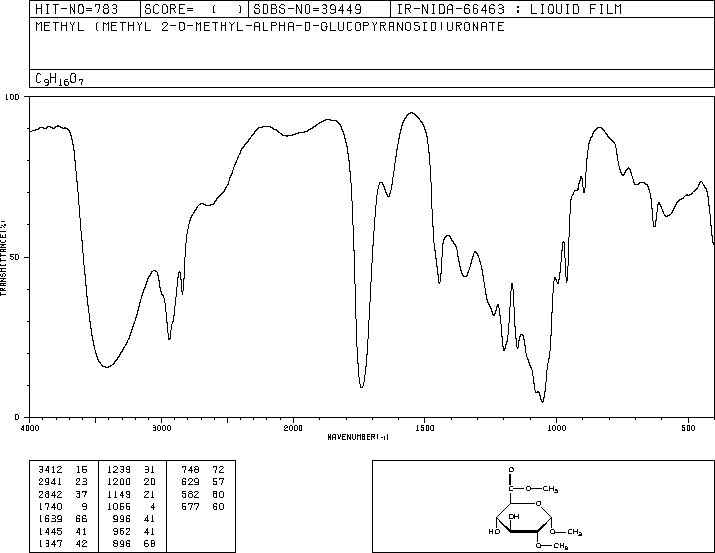 HIT-NO=783 SCORE= ( ) SDBS-NO=39449 IR-NIDA-66463 : LIQUID FILM
METHYL (METHYL 2-O-METHYL-ALPHA-D-GLUCOPYRANOSID)URONATE
C9H16O7
100
TRANSMITTANCE(%)
50
0
4000 3000 2000 1500 1000 500
WAVENUMBER(-1)
3412 16 1239 31 748 72
2941 23 1200 20 629 57
2842 37 1149 21 582 60
1740 9 1066 4 677 60
1639 66 996 41
1445 41 962 41
1347 42 896 68
O
C—O—CH3
O
OH
HO
O—CH3
O—CH3